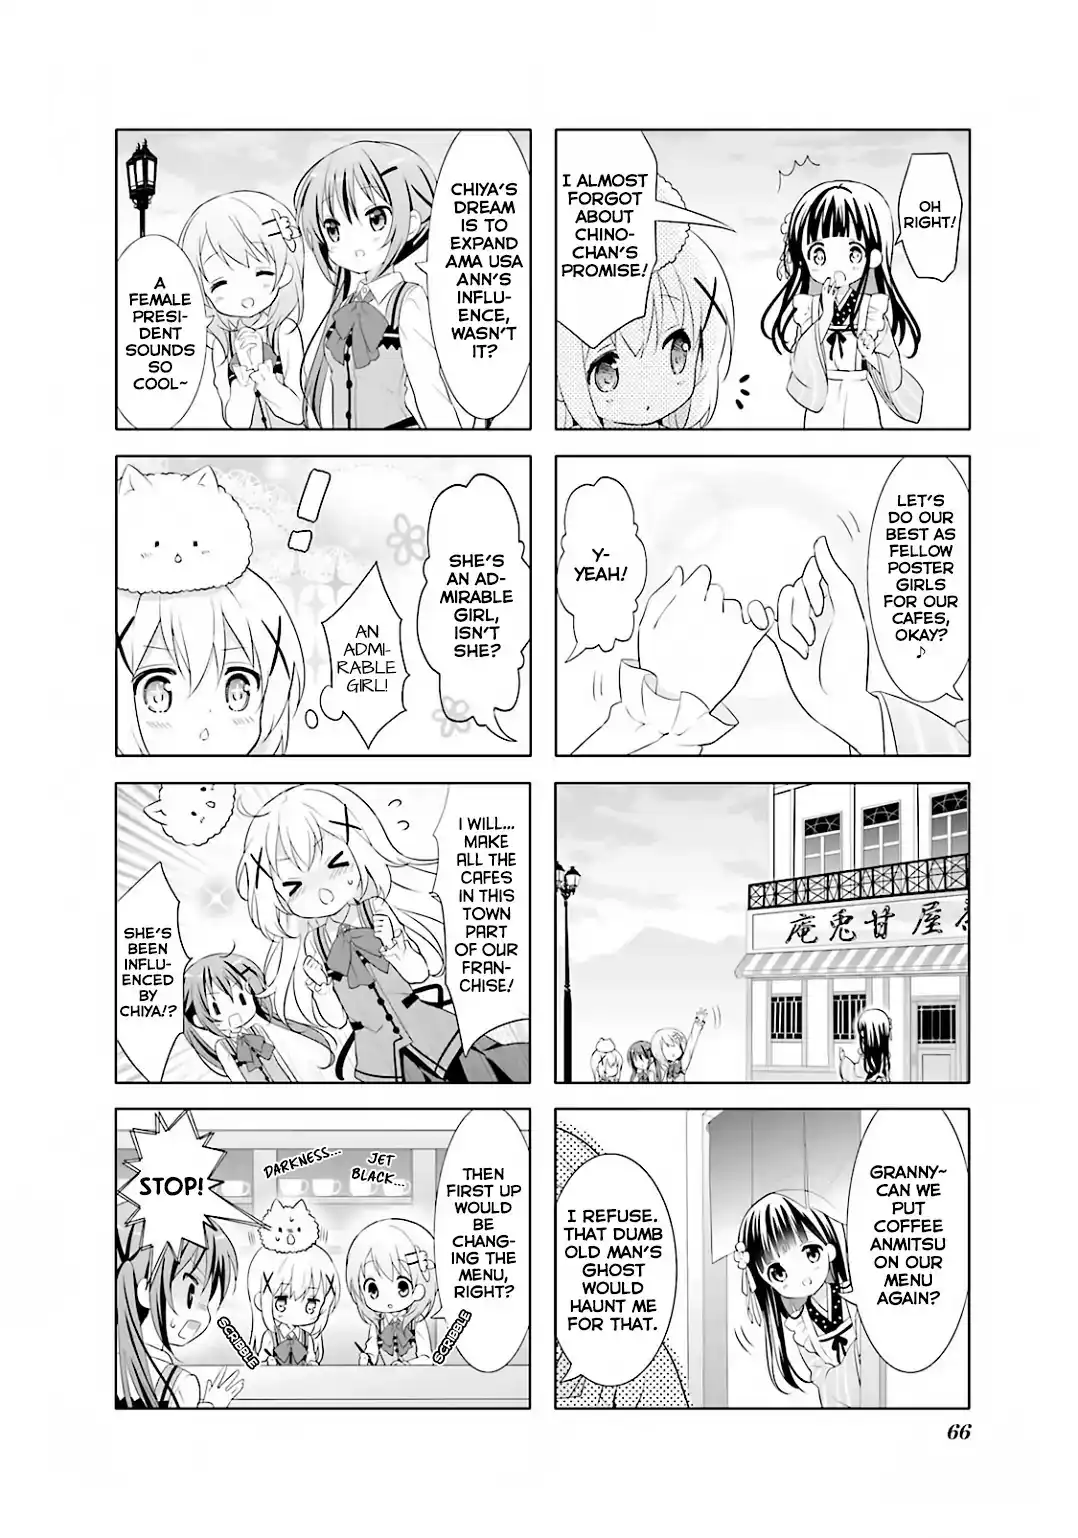 OH
RIGHT!
I ALMOST
FORGOT
ABOUT
CHINO-
CHAN'S
PROMISE!
LET'S
DO OUR
BEST AS
FELLOW
POSTER
GIRLS
FOR OUR
CAFES,
OKAY?
♪
Y-
YEAH!
庵兎甘屋茶
GRANNY~
CAN WE
PUT
COFFEE
ANMITSU
ON OUR
MENU
AGAIN?
I REFUSE.
THAT DUMB
OLD MAN'S
GHOST
WOULD
HAUNT ME
FOR THAT.
CHIYA'S
DREAM
IS TO
EXPAND
AMA USA
ANN'S
INFLU-
ENCE,
WASN'T
IT?
A
FEMALE
PRESI-
DENT
SOUNDS
SO
COOL~
SHE'S
AN AD-
MIRABLE
GIRL,
ISN'T
SHE?
AN
ADMI-
RABLE
GIRL!
I WILL...
MAKE
ALL THE
CAFES
IN THIS
TOWN
PART
OF OUR
FRAN-
CHISE!
SHE'S
BEEN
INFLU-
ENCED
BY
CHIYA!?
THEN
FIRST UP
WOULD
BE
CHANG-
ING THE
MENU,
RIGHT?
JET
BLACK...
DARKNESS...
SCRIBBLE
SCRIBBLE
STOP!
66